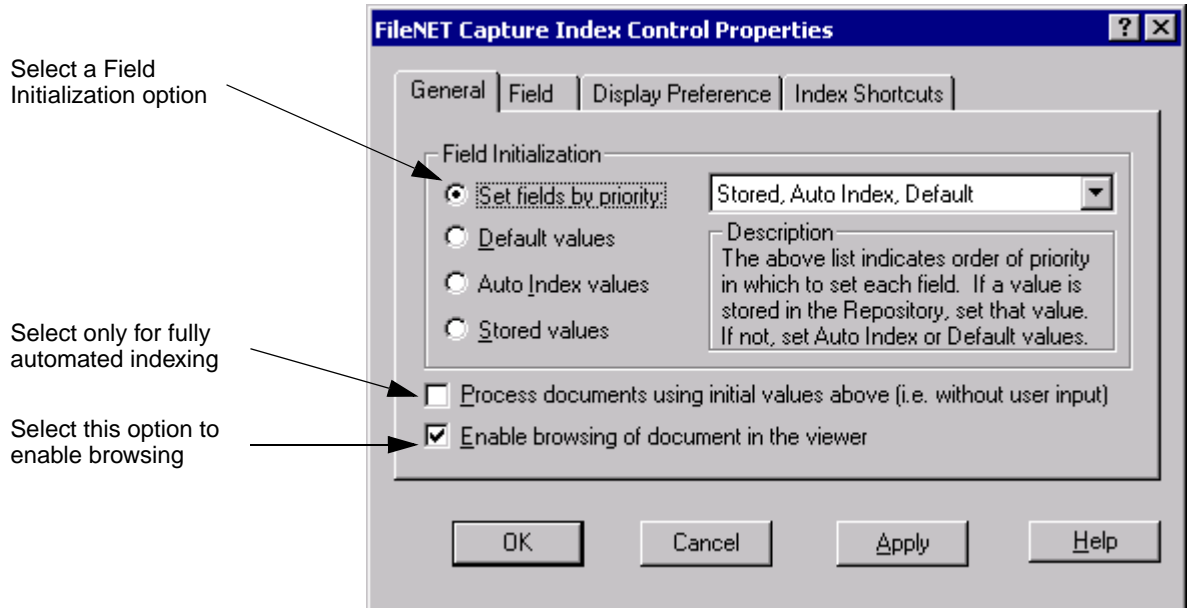 FileNET Capture Index Control Properties
Select a Field
Initialization option
General
Field
Display Preference
Index Shortcuts
Field Initialization
Set fields by priority:
Stored, Auto Index, Default
Default values
Auto Index values
Stored values
Description
The above list indicates order of priority
in which to set each field. If a value is
stored in the Repository, set that value.
If not, set Auto Index or Default values.
Select only for fully
automated indexing
Process documents using initial values above (i.e. without user input)
Select this option to
enable browsing
Enable browsing of document in the viewer
OK
Cancel
Apply
Help